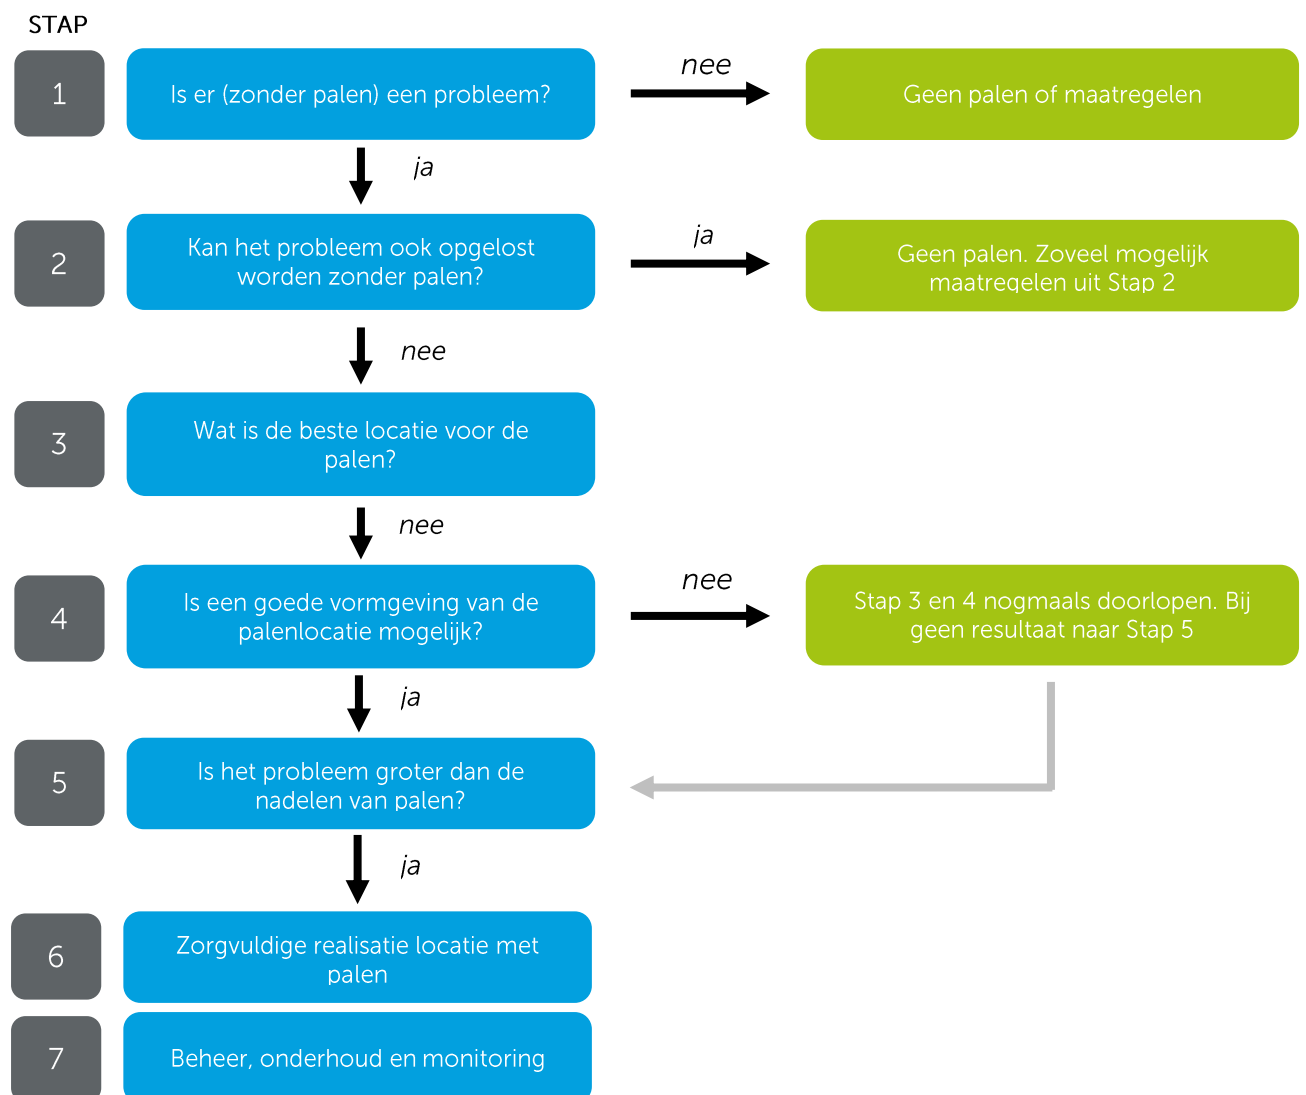 STAP
1
Is er (zonder palen) een probleem?
nee
Geen palen of maatregelen
ja
2
Kan het probleem ook opgelost
worden zonder palen?
ja
Geen palen. Zoveel mogelijk
maatregelen uit Stap 2
nee
3
Wat is de beste locatie voor de
palen?
nee
4
Is een goede vormgeving van de
palenlocatie mogelijk?
nee
Stap 3 en 4 nogmaals doorlopen. Bij
geen resultaat naar Stap 5
ja
5
Is het probleem groter dan de
nadelen van palen?
ja
6
Zorgvuldige realisatie locatie met
palen
7
Beheer, onderhoud en monitoring